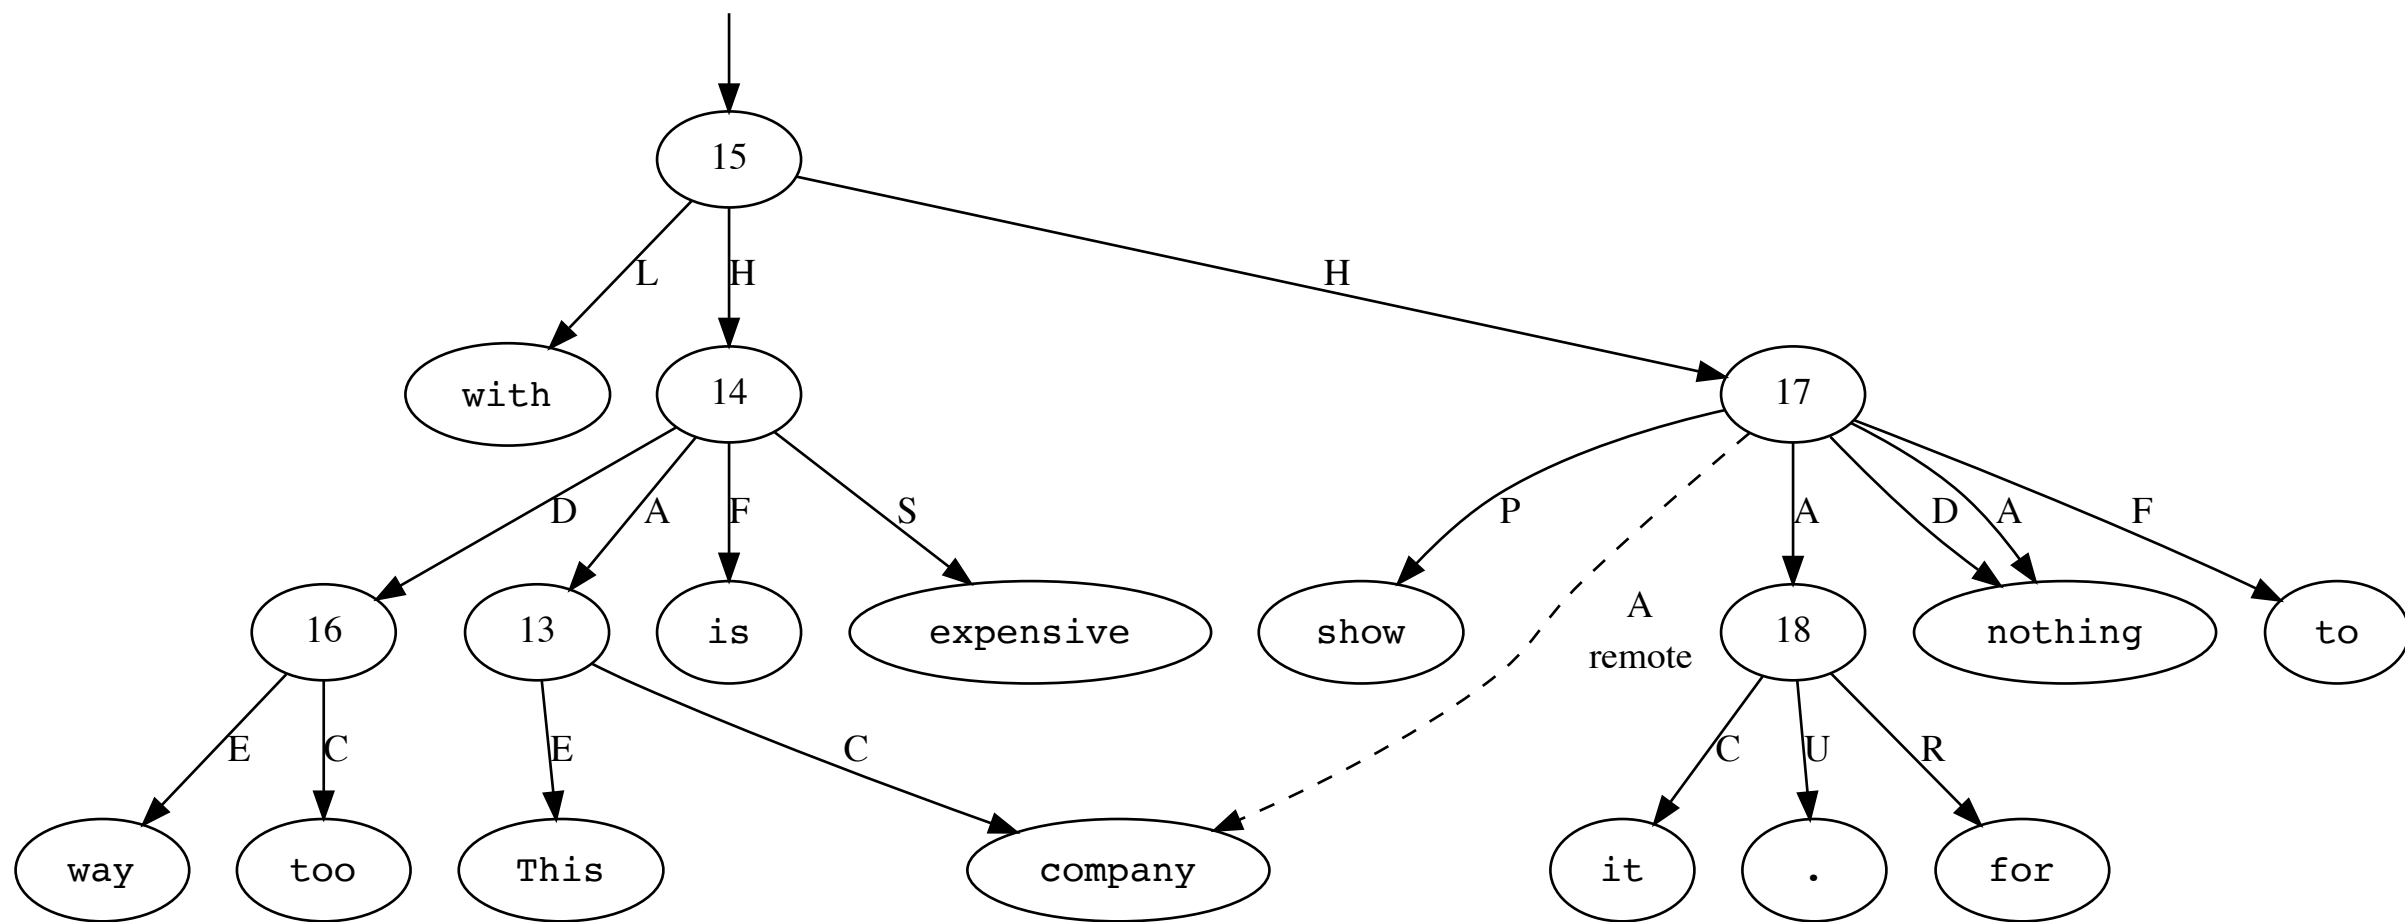 15
L H H
with 14 17
D A F S P A D A F
A
remote
16 13 is expensive show 18 nothing to
E C E C C U R
way too This company it . for